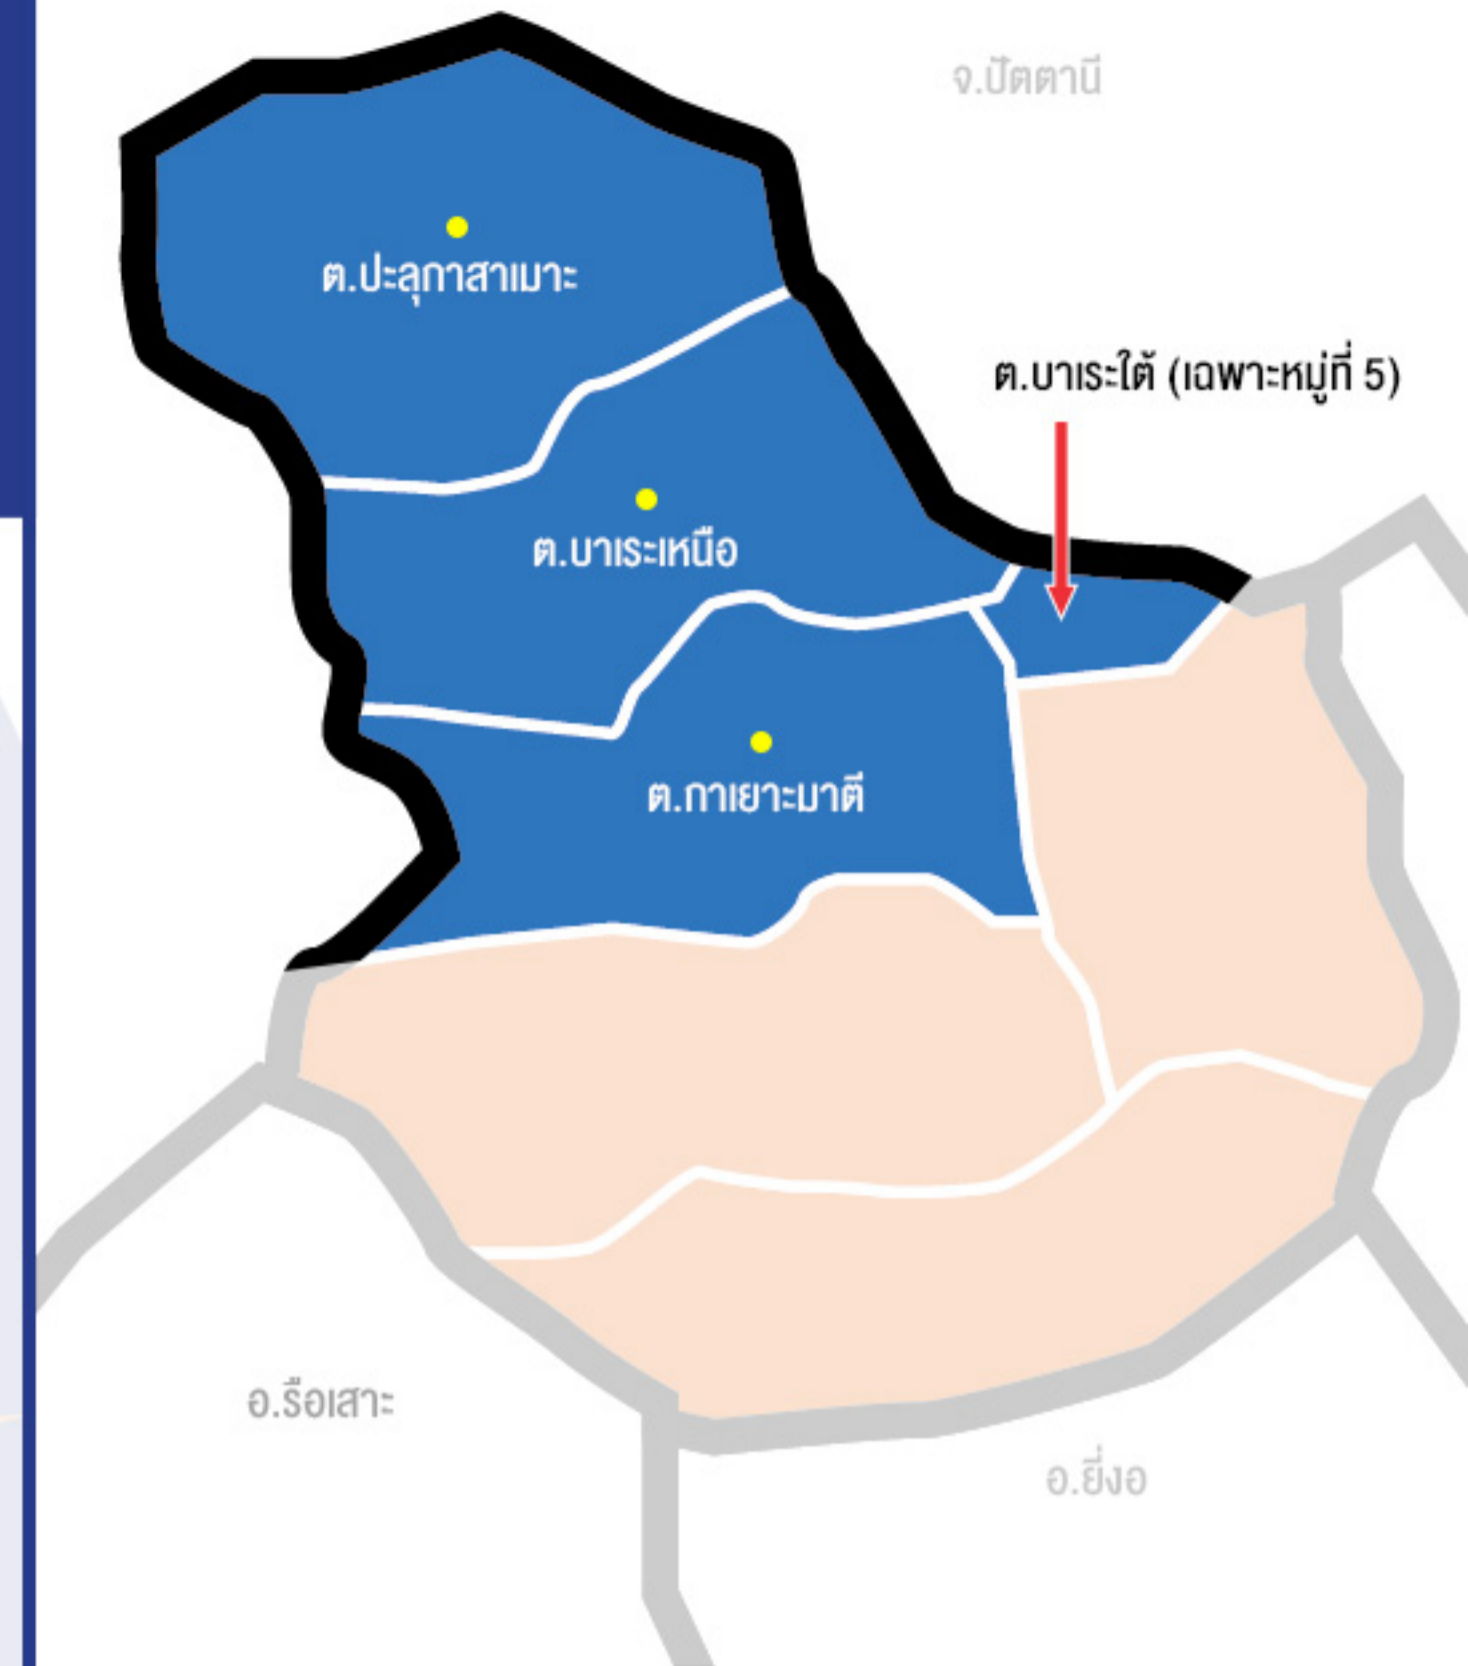 จ.ปัตตานี
ต.ปะลุกาสาเมาะ
ต.บาเระใต้ (เฉพาะหมู่ที่ 5)
ต.บาเระเหนือ
ต.กาเยาะมาตี
อ.รือเสาะ
อ.ยี่งอ